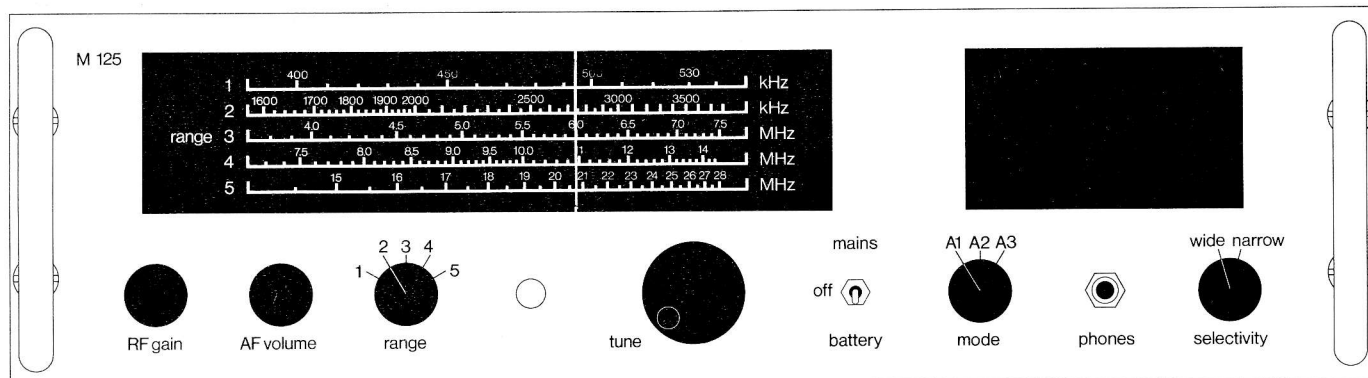 M 125
400 450 500 530
1 kHz
1600 1700 1800 1900 2000 2500 3000 3500
2 kHz
4.0 4.5 5.0 5.5 6.0 6.5 7.0 7.5
range 3 MHz
7.5 8.0 8.5 9.0 9.5 10.0 11 12 13 14
4 MHz
15 16 17 18 19 20 21 22 23 24 25 26 27 28
5 MHz
mains
off
battery
1 2 3 4 5
A1 A2 A3
wide narrow
RF gain
AF volume
range
tune
mode
phones
selectivity